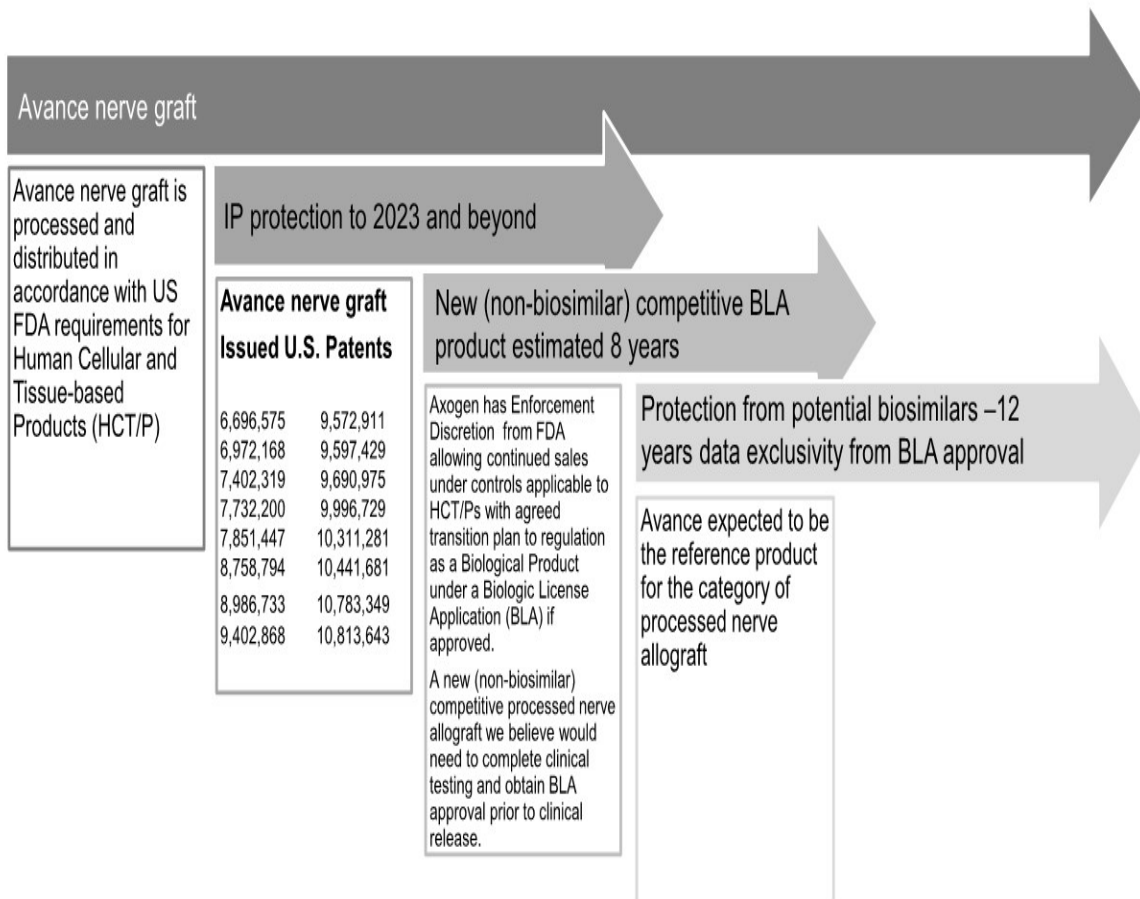 Avance nerve graft
Avance nerve graft is
processed and
distributed in
accordance with US
FDA requirements for
Human Cellular and
Tissue-based
Products (HCT/P)
IP protection to 2023 and beyond
Avance nerve graft
Issued U.S. Patents
6,696,575 9,572,911
6,972,168 9,597,429
7,402,319 9,690,975
7,732,200 9,996,729
7,851,447 10,311,281
8,758,794 10,441,681
8,986,733 10,783,349
9,402,868 10,813,643
New (non-biosimilar) competitive BLA
product estimated 8 years
Axogen has Enforcement
Discretion from FDA
allowing continued sales
under controls applicable to
HCT/Ps with agreed
transition plan to regulation
as a Biological Product
under a Biologic License
Application (BLA) if
approved.
A new (non-biosimilar)
competitive processed nerve
allograft we believe would
need to complete clinical
testing and obtain BLA
approval prior to clinical
release.
Protection from potential biosimilars –12
years data exclusivity from BLA approval
Avance expected to be
the reference product
for the category of
processed nerve
allograft